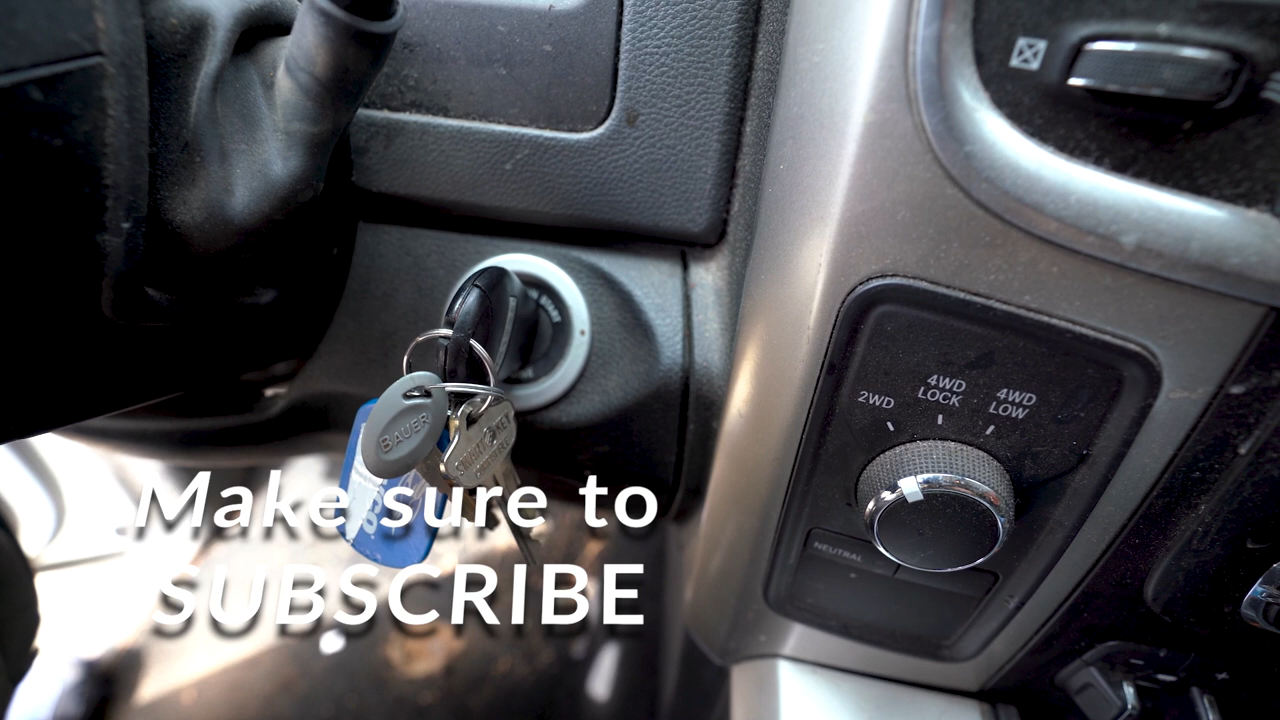 2WD
4WD
LOCK
4WD
LOW
BAUER
Make sure to
SUBSCRIBE
NEUTRAL